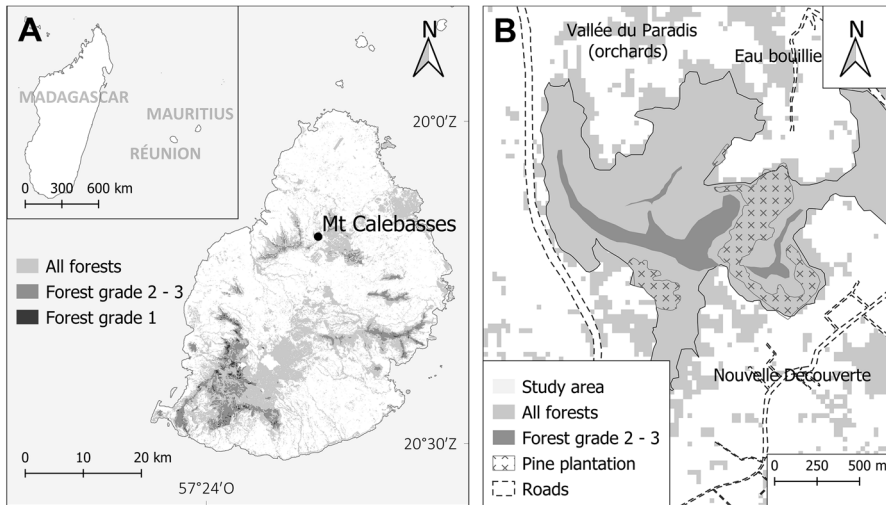 A
N
MADAGASCAR
MAURITIUS
RÉUNION
0 300 600 km
20°0'Z
Mt Calebasses
All forests
Forest grade 2 - 3
Forest grade 1
0 10 20 km
20°30'Z
57°24'O
B
Vallée du Paradis
(orchards)
Eau bouillie
N
Nouvelle Découverte
Study area
All forests
Forest grade 2 - 3
Pine plantation
Roads
0 250 500 m